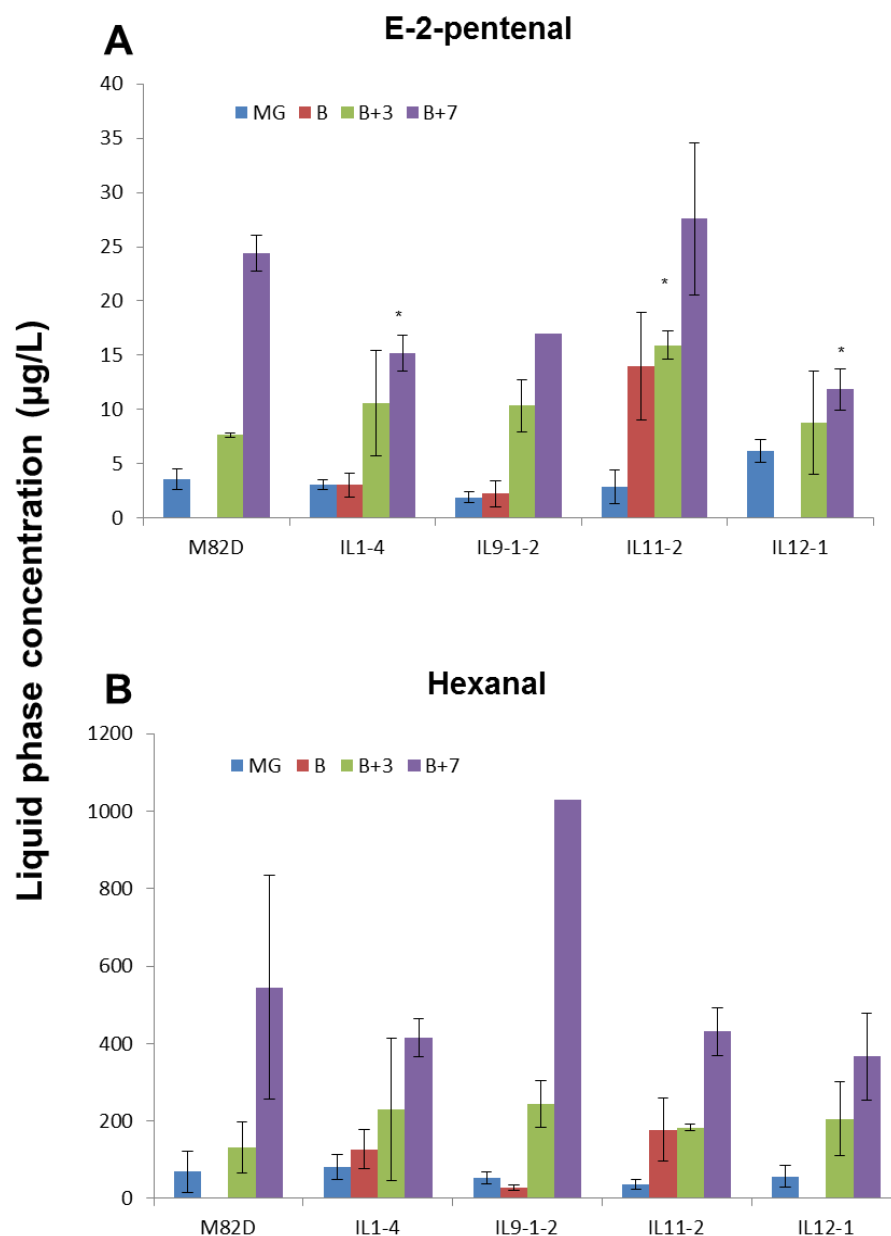 A
E-2-pentenal
40
35
30
25
20
15
10
5
0
MG B B+3 B+7
*
*
*
M82D IL1-4 IL9-1-2 IL11-2 IL12-1
Liquid phase concentration (µg/L)
B
Hexanal
1200
1000
800
600
400
200
0
MG B B+3 B+7
M82D IL1-4 IL9-1-2 IL11-2 IL12-1